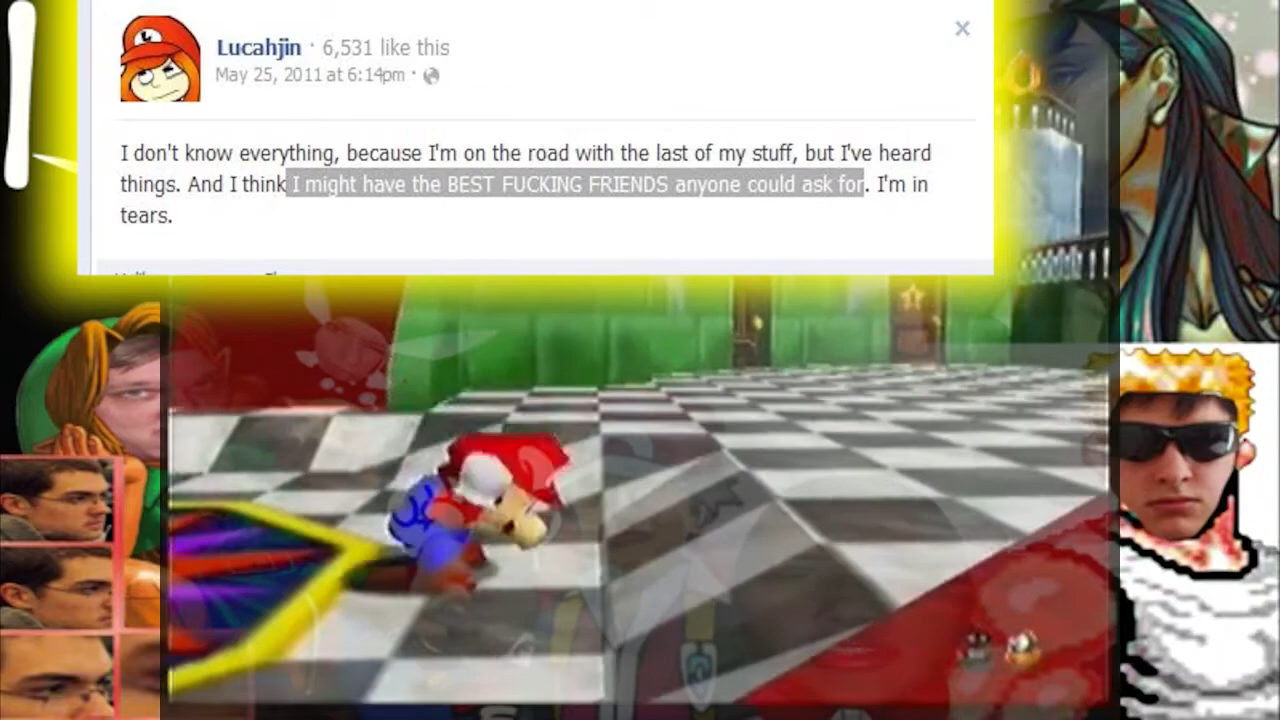 Lucahjin · 6,531 like this
May 25, 2011 at 6:14pm ·
I don't know everything, because I'm on the road with the last of my stuff, but I've heard
things. And I think I might have the BEST FUCKING FRIENDS anyone could ask for. I'm in
tears.